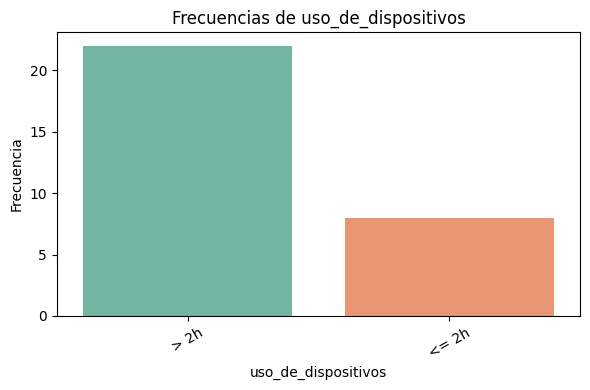 Frecuencias de uso_de_dispositivos
Frecuencia
20
15
10
5
0
> 2h
<= 2h
uso_de_dispositivos